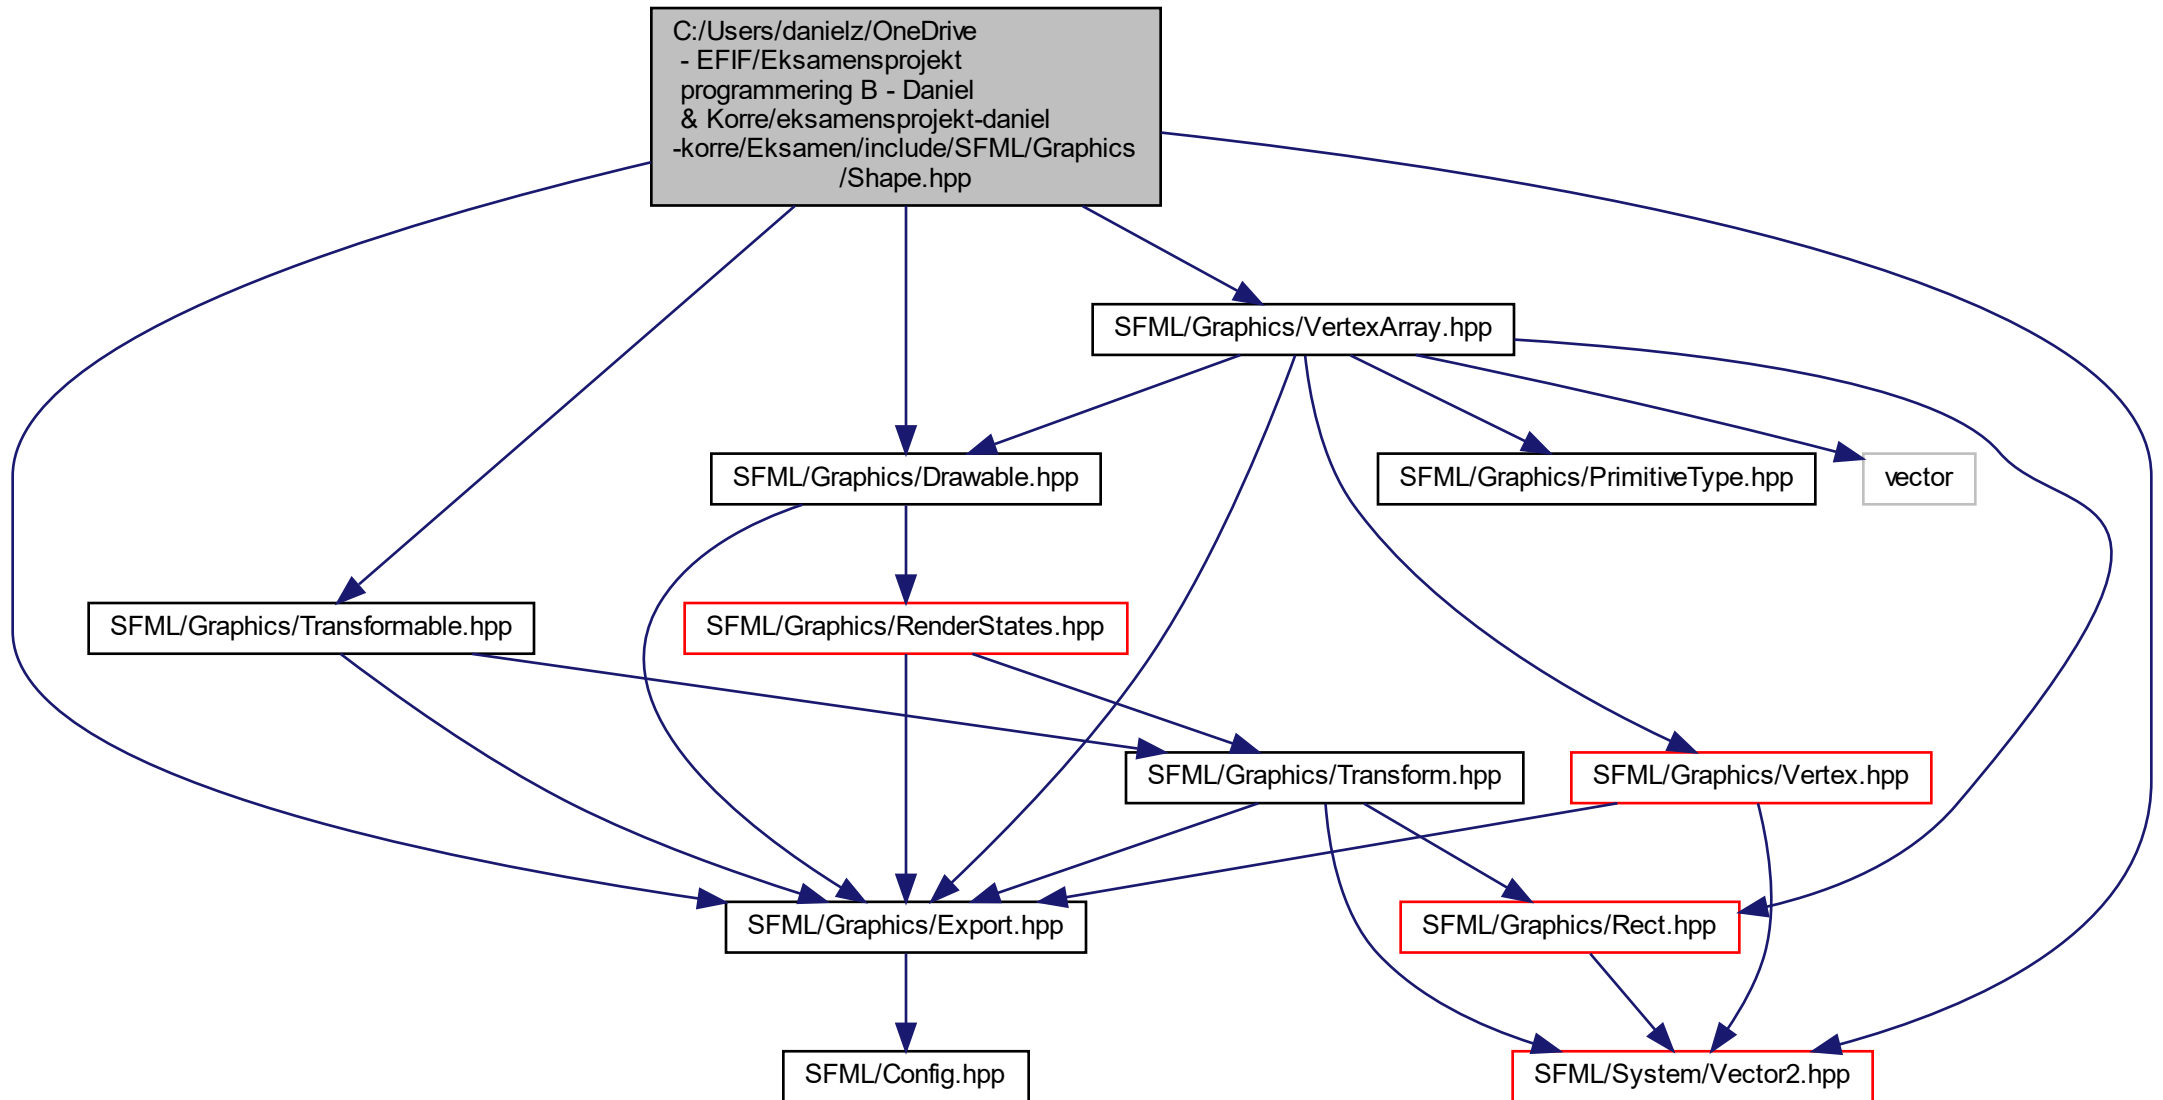 C:/Users/danielz/OneDrive
- EFIF/Eksamensprojekt
programmering B - Daniel
& Korre/eksamensprojekt-daniel
-korre/Eksamen/include/SFML/Graphics
/Shape.hpp
SFML/Graphics/VertexArray.hpp
SFML/Graphics/Drawable.hpp
SFML/Graphics/PrimitiveType.hpp
vector
SFML/Graphics/Transformable.hpp
SFML/Graphics/RenderStates.hpp
SFML/Graphics/Transform.hpp
SFML/Graphics/Vertex.hpp
SFML/Graphics/Export.hpp
SFML/Graphics/Rect.hpp
SFML/Config.hpp
SFML/System/Vector2.hpp